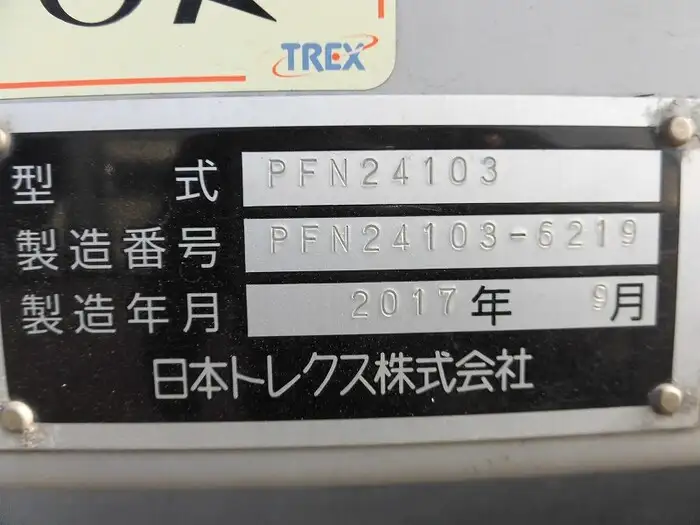 TREX
型式 PFN24103
製造番号 PFN24103-6219
製造年月 2017年 9月
日本トレクス株式会社